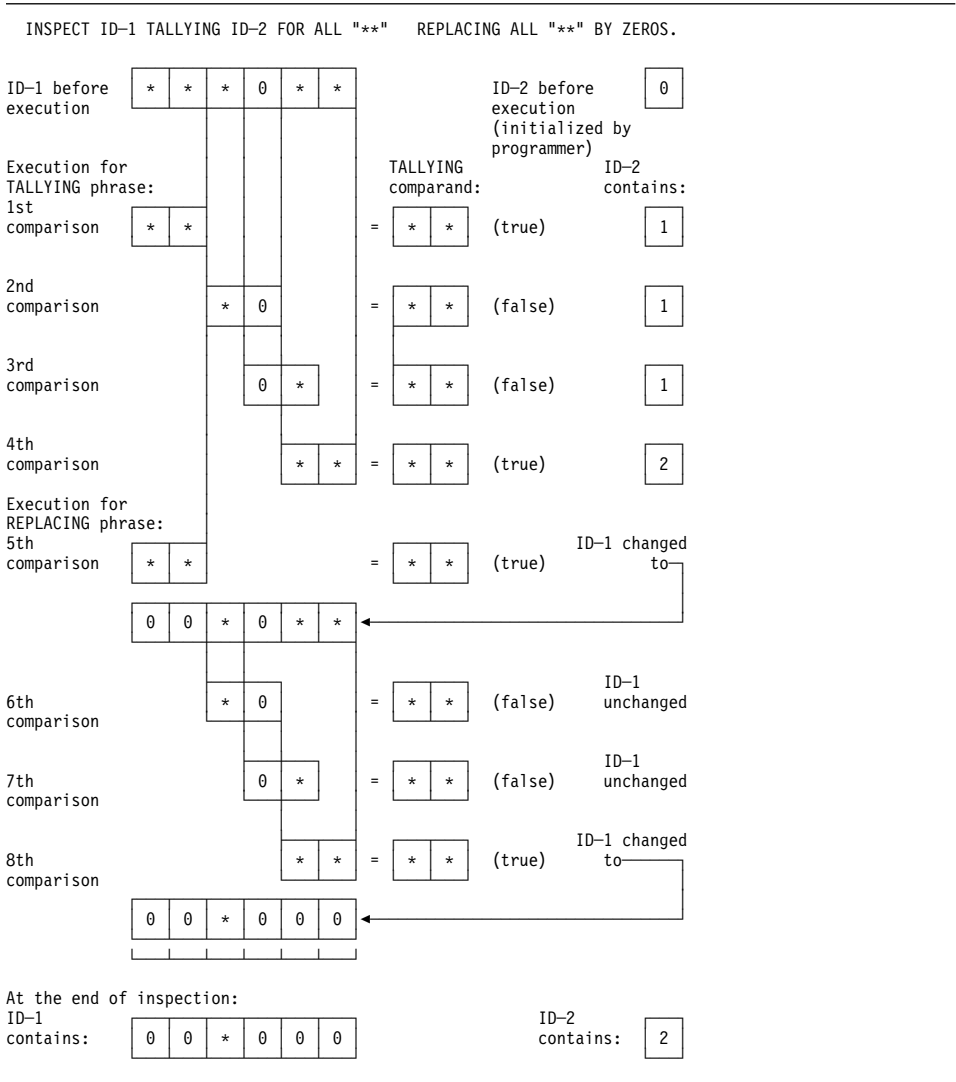 INSPECT ID—1 TALLYING ID—2 FOR ALL "**" REPLACING ALL "**" BY ZEROS.
ID—1 before * * * 0 * * ID—2 before 0
execution execution
(initialized by
programmer)
Execution for TALLYING ID—2
TALLYING phrase: comparand: contains:
1st
comparison * * = * * (true) 1
2nd
comparison * 0 = * * (false) 1
3rd
comparison 0 * = * * (false) 1
4th
comparison * * = * * (true) 2
Execution for
REPLACING phrase:
5th ID—1 changed
comparison * * = * * (true) to
0 0 * 0 * *
ID—1
6th * 0 = * * (false) unchanged
comparison
ID—1
7th 0 * = * * (false) unchanged
comparison
ID—1 changed
8th * * = * * (true) to
comparison
0 0 * 0 0 0
At the end of inspection:
ID—1 ID—2
contains: 0 0 * 0 0 0 contains: 2